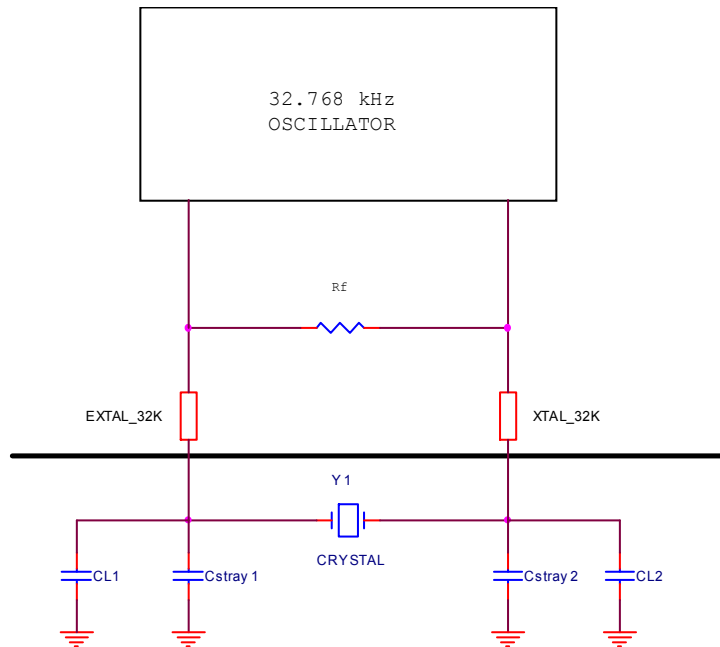 32.768 kHz
OSCILLATOR
Rf
EXTAL_32K
XTAL_32K
Y1
CRYSTAL
CL1
Cstray 1
Cstray 2
CL2